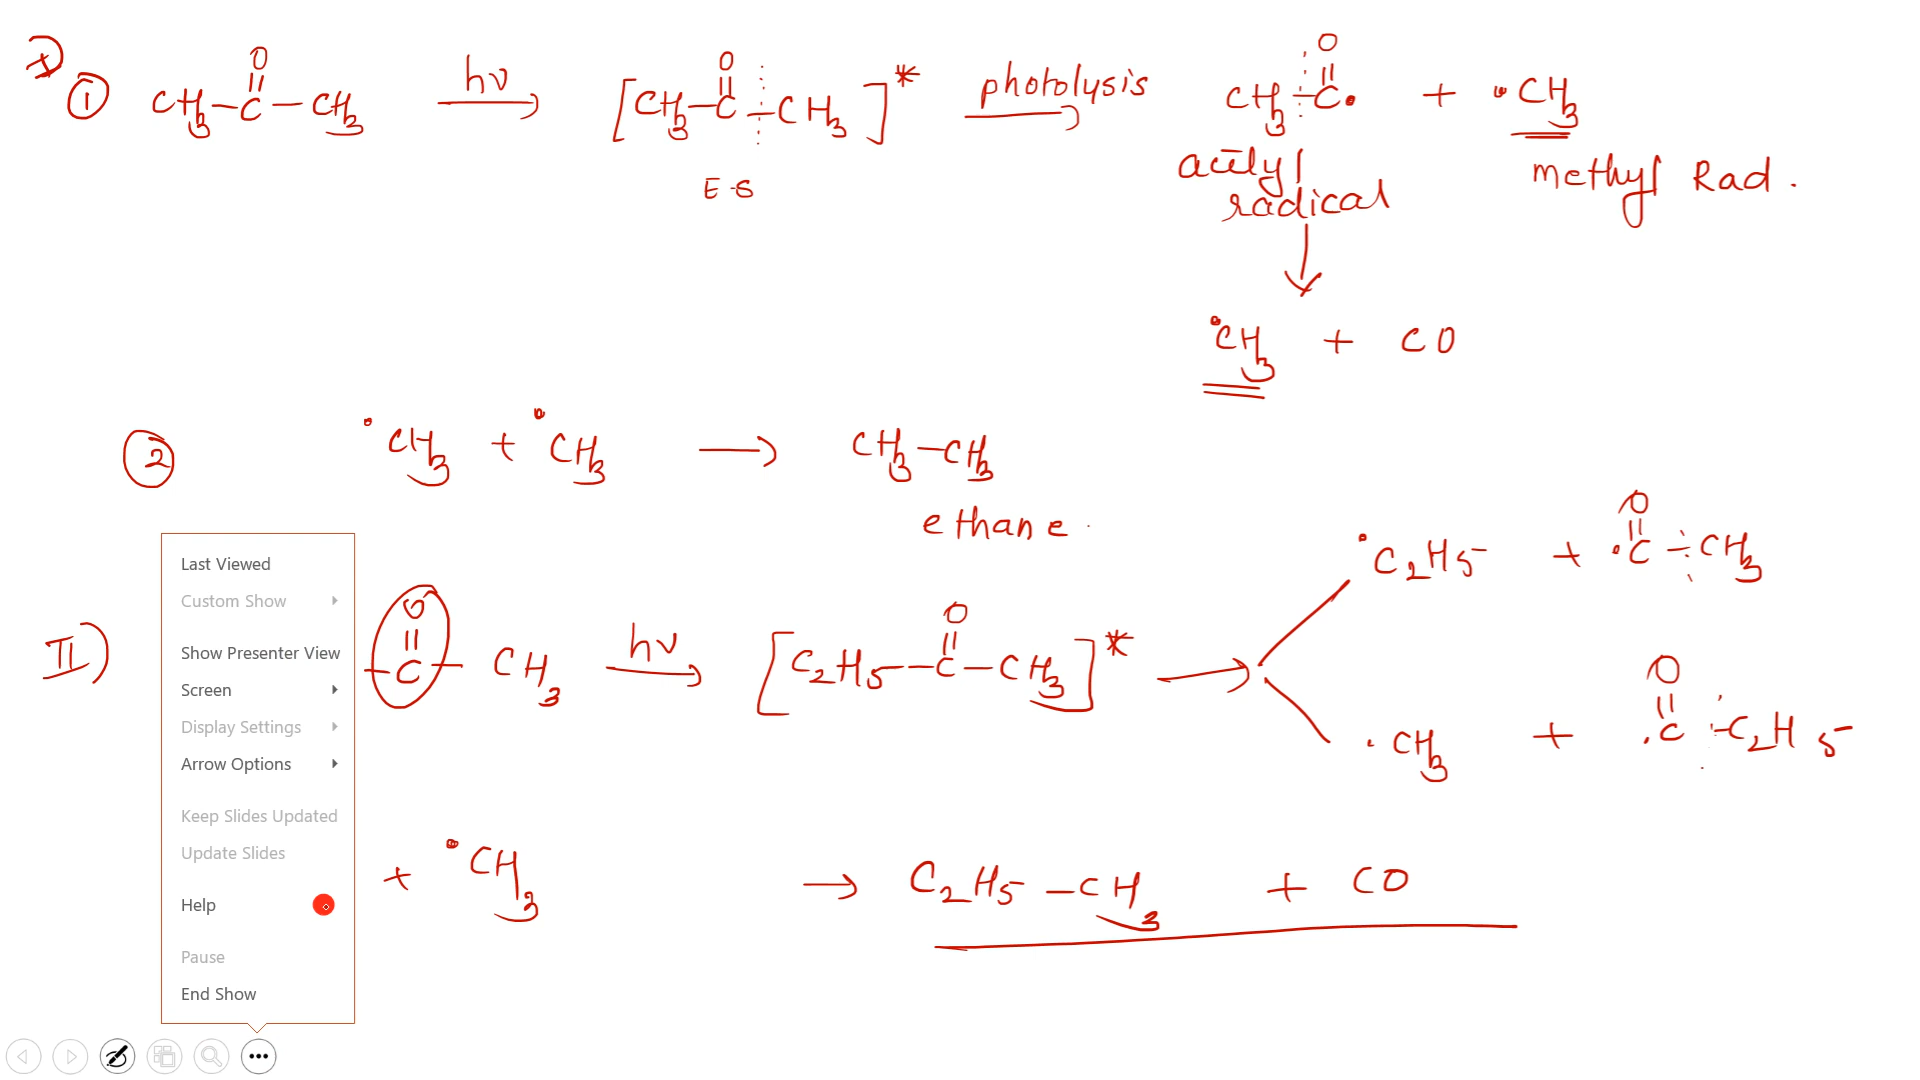 I)
① CH3-C(=O)-CH3 hν → [CH3-C(=O)-CH3]* photolysis → CH3-C(=O)• + •CH3
E-S
acetyl radical
methyl Rad.
↓
•CH3 + CO
② •CH3 + •CH3 → CH3-CH3
ethane.
•C2H5 + •C(=O)-CH3
II) -C(=O)- CH3 hν → [C2H5-C(=O)-CH3]* →
•CH3 + •C(=O)-C2H5
+ •CH3 → C2H5-CH3 + CO
Last Viewed
Custom Show
Show Presenter View
Screen
Display Settings
Arrow Options
Keep Slides Updated
Update Slides
Help
Pause
End Show